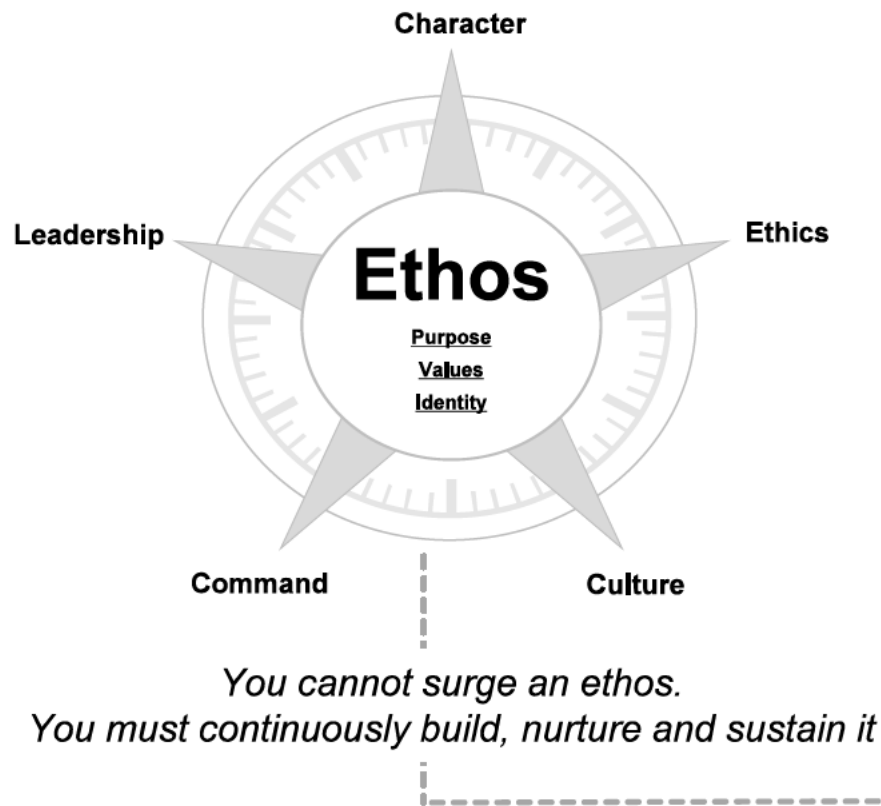 Character
Leadership
Ethics
Ethos
Purpose
Values
Identity
Command
Culture
You cannot surge an ethos.
You must continuously build, nurture and sustain it